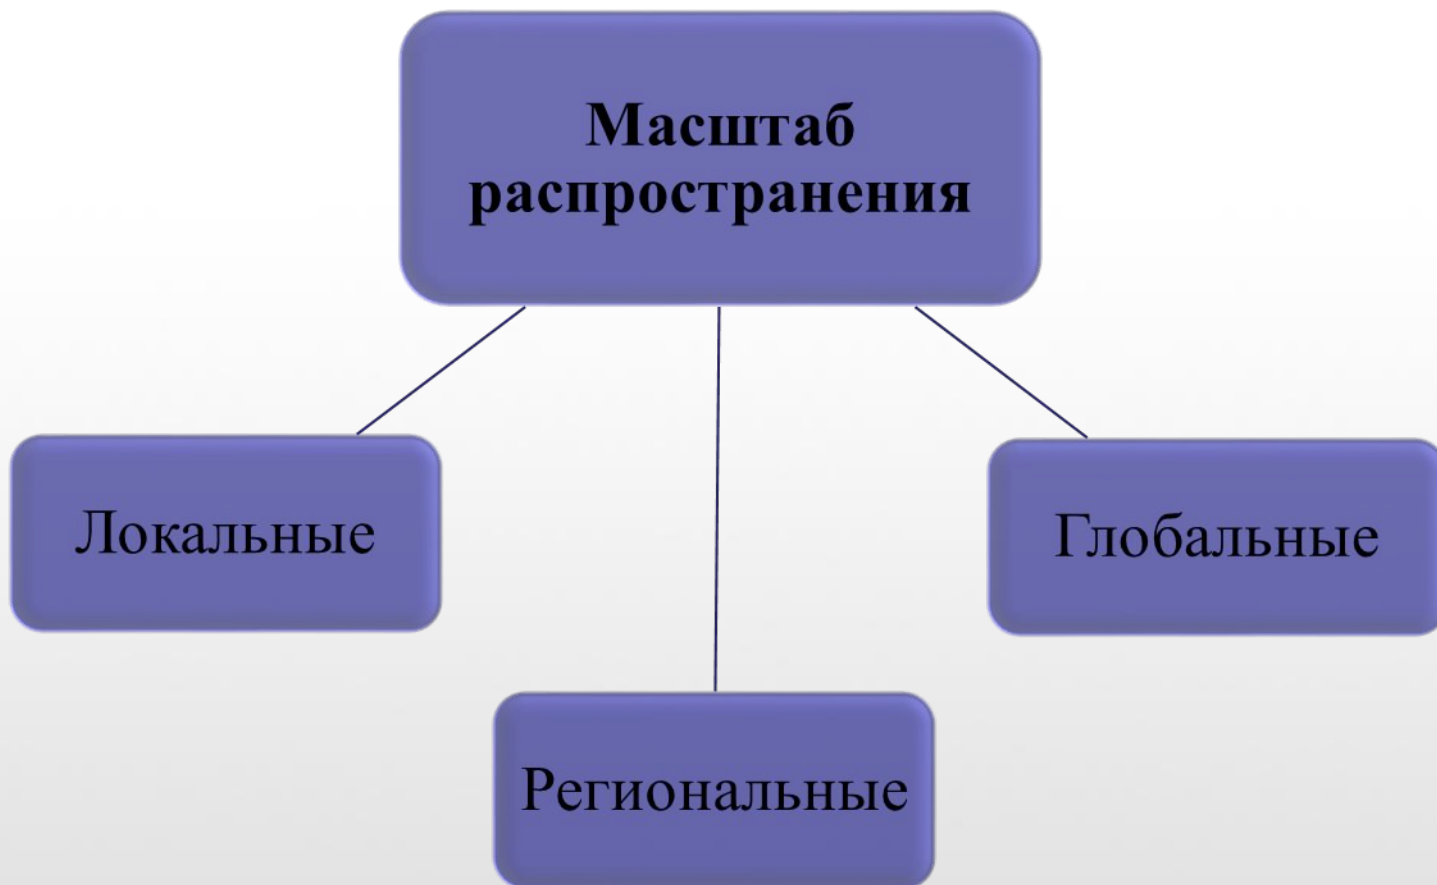 Масштаб
распространения
Локальные
Глобальные
Региональные